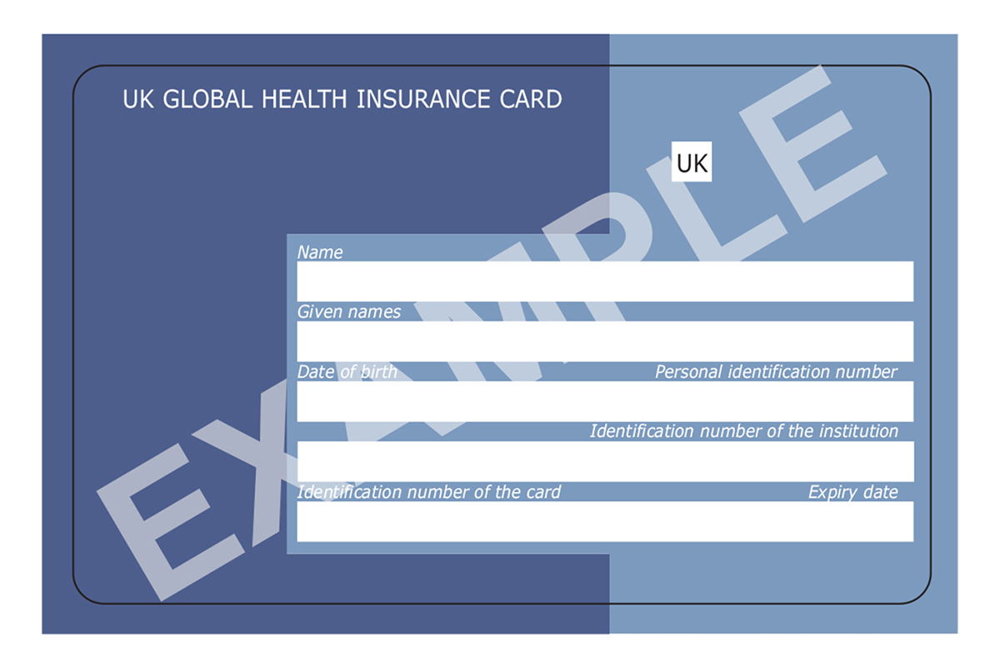 UK GLOBAL HEALTH INSURANCE CARD
UK
Name
Given names
Date of birth Personal identification number
Identification number of the institution
Identification number of the card Expiry date
EXAMPLE